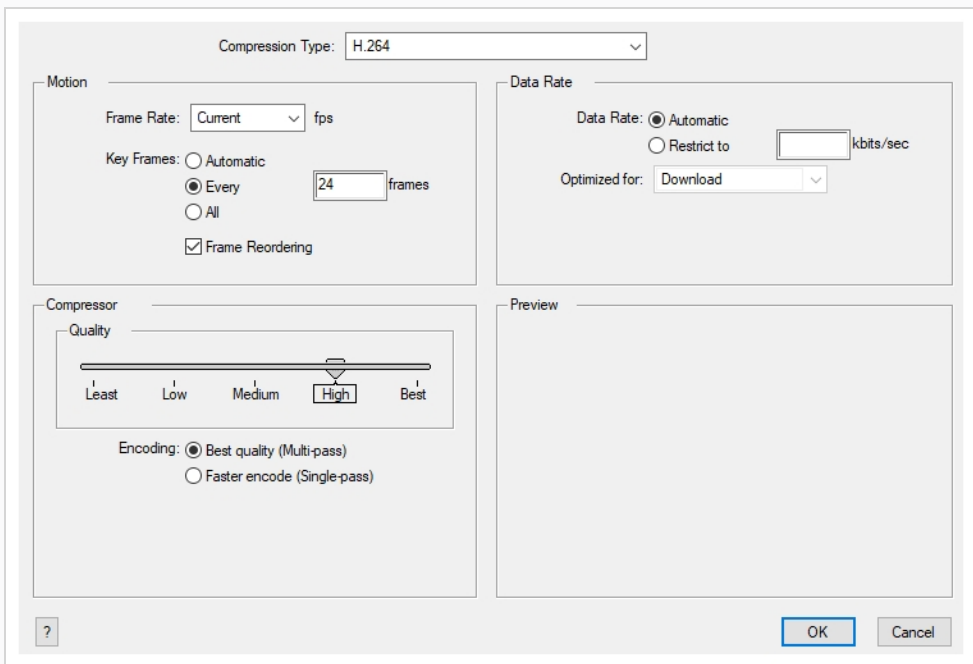 Compression Type: H.264
Motion
Frame Rate: Current fps
Key Frames: Automatic
Every 24 frames
All
Frame Reordering
Data Rate
Data Rate: Automatic
Restrict to kbits/sec
Optimized for: Download
Compressor
Quality
Least Low Medium High Best
Encoding: Best quality (Multi-pass)
Faster encode (Single-pass)
Preview
? OK Cancel